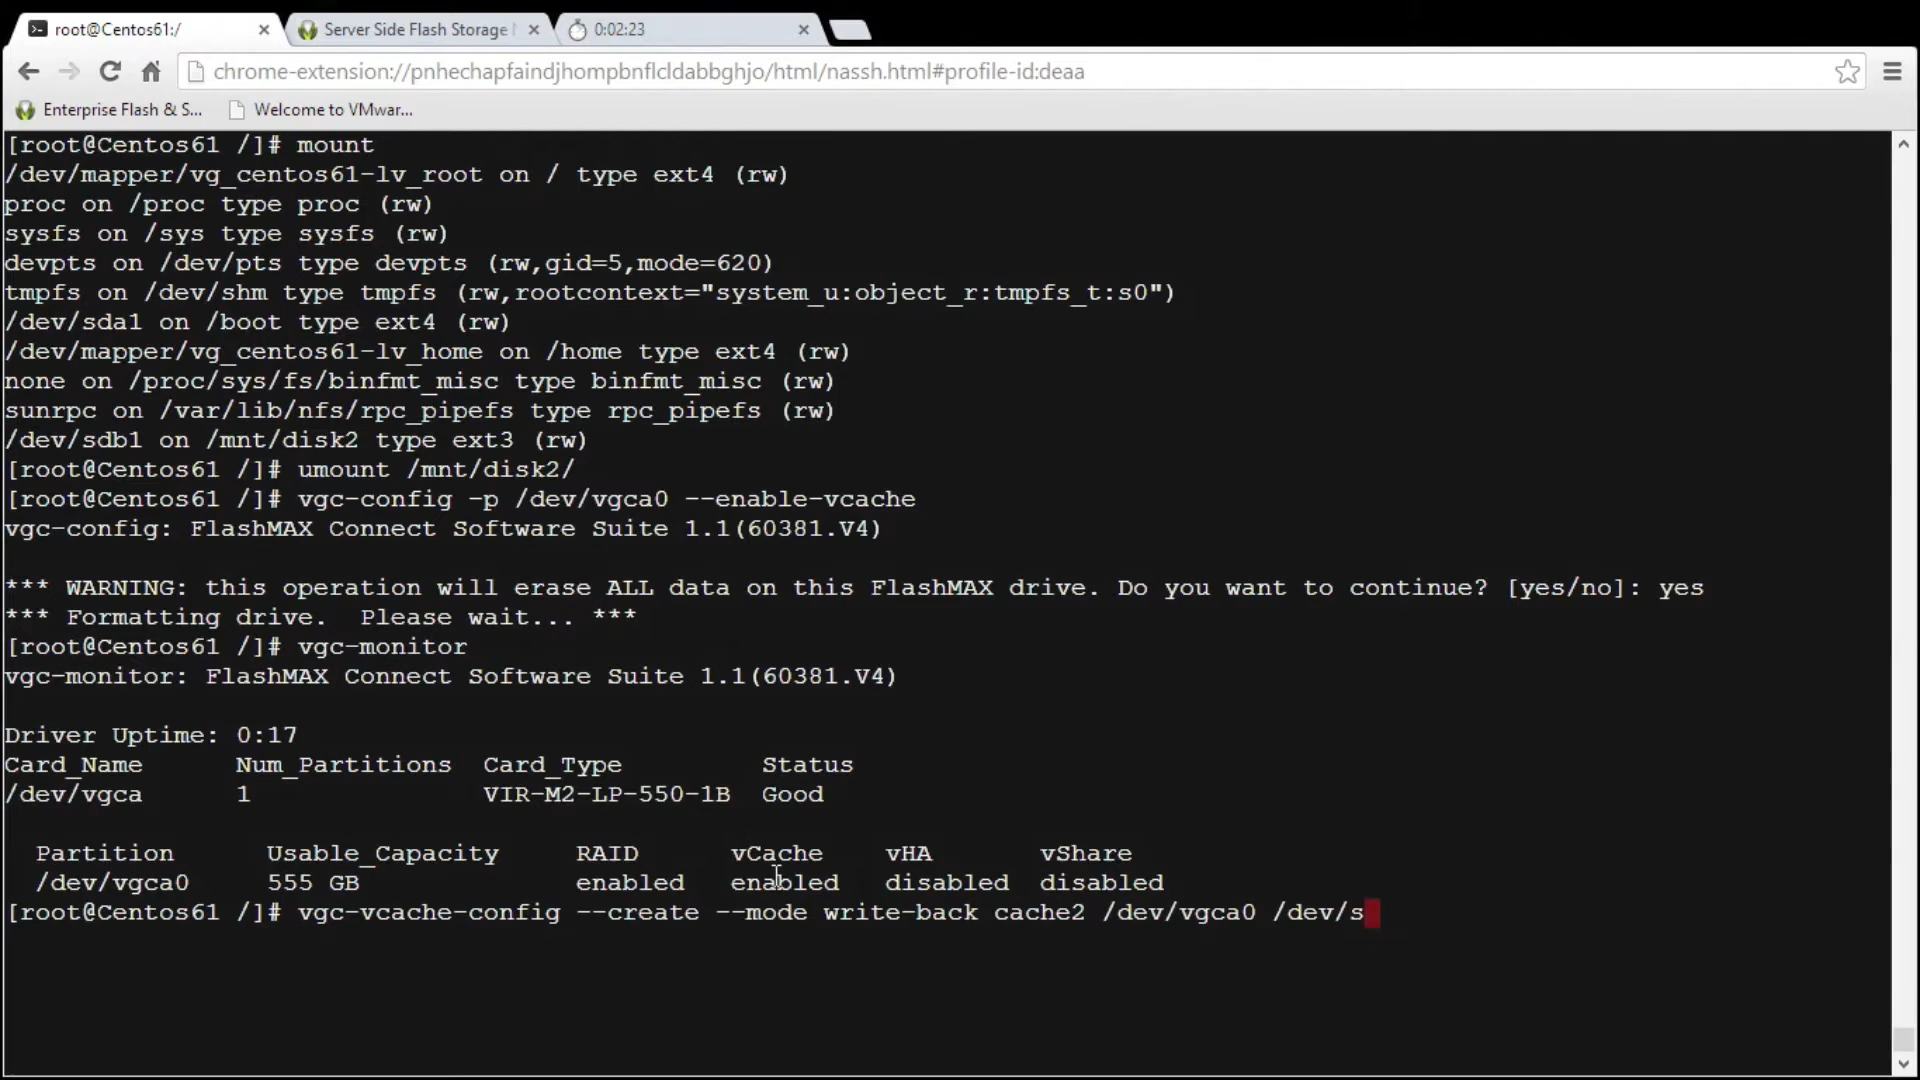 root@Centos61:/
Server Side Flash Storage
0:02:23
chrome-extension://pnhechapfaindjhompbnflcldabbghjo/html/nassh.html#profile-id:deaa
Enterprise Flash & S...
Welcome to VMwar...
[root@Centos61 /]# mount
/dev/mapper/vg_centos61-lv_root on / type ext4 (rw)
proc on /proc type proc (rw)
sysfs on /sys type sysfs (rw)
devpts on /dev/pts type devpts (rw,gid=5,mode=620)
tmpfs on /dev/shm type tmpfs (rw,rootcontext="system_u:object_r:tmpfs_t:s0")
/dev/sda1 on /boot type ext4 (rw)
/dev/mapper/vg_centos61-lv_home on /home type ext4 (rw)
none on /proc/sys/fs/binfmt_misc type binfmt_misc (rw)
sunrpc on /var/lib/nfs/rpc_pipefs type rpc_pipefs (rw)
/dev/sdb1 on /mnt/disk2 type ext3 (rw)
[root@Centos61 /]# umount /mnt/disk2/
[root@Centos61 /]# vgc-config -p /dev/vgca0 --enable-vcache
vgc-config: FlashMAX Connect Software Suite 1.1(60381.V4)
*** WARNING: this operation will erase ALL data on this FlashMAX drive. Do you want to continue? [yes/no]: yes
*** Formatting drive.  Please wait... ***
[root@Centos61 /]# vgc-monitor
vgc-monitor: FlashMAX Connect Software Suite 1.1(60381.V4)
Driver Uptime: 0:17
Card_Name      Num_Partitions  Card_Type         Status
/dev/vgca      1               VIR-M2-LP-550-1B  Good
Partition      Usable_Capacity     RAID      vCache    vHA       vShare
/dev/vgca0     555 GB              enabled   enabled   disabled  disabled
[root@Centos61 /]# vgc-vcache-config --create --mode write-back cache2 /dev/vgca0 /dev/s